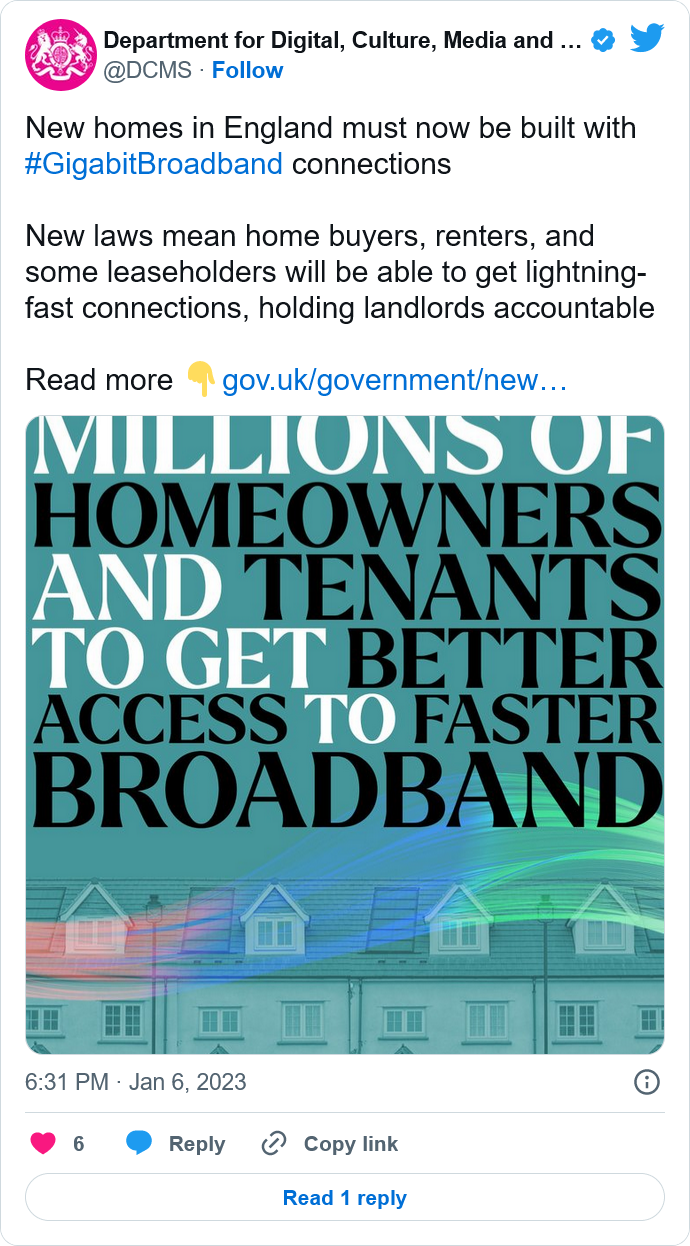 Department for Digital, Culture, Media and ...
@DCMS · Follow
New homes in England must now be built with
#GigabitBroadband connections
New laws mean home buyers, renters, and
some leaseholders will be able to get lightning-
fast connections, holding landlords accountable
Read more 👇 gov.uk/government/new…
MILLIONS OF
HOMEOWNERS
AND TENANTS
TO GET BETTER
ACCESS TO FASTER
BROADBAND
6:31 PM · Jan 6, 2023
6 Reply Copy link
Read 1 reply